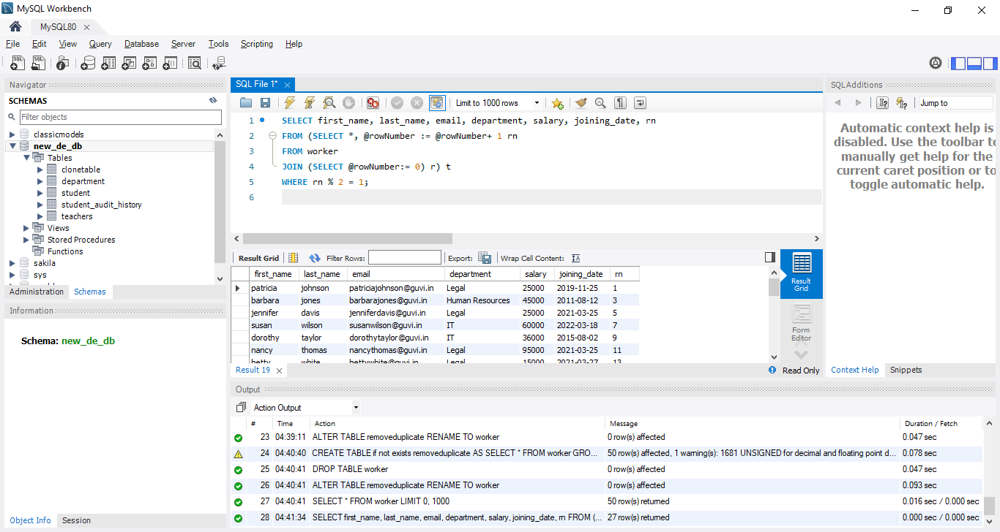 MySQL Workbench
MySQL80
File Edit View Query Database Server Tools Scripting Help
Navigator
SCHEMAS
Filter objects
classicmodels
new_de_db
Tables
clonetable
department
student
student_audit_history
teachers
Views
Stored Procedures
Functions
sakila
sys
Administration Schemas
Information
Schema: new_de_db
Object Info Session
SQL File 1*
Limit to 1000 rows
1 SELECT first_name, last_name, email, department, salary, joining_date, rn
2 FROM (SELECT *, @rowNumber := @rowNumber+ 1 rn
3 FROM worker
4 JOIN (SELECT @rowNumber:= 0) r) t
5 WHERE rn % 2 = 1;
6
Result Grid Filter Rows: Export: Wrap Cell Content:
first_name last_name email department salary joining_date rn
patricia johnson patriciajohnson@guvi.in Legal 25000 2019-11-25 1
barbara jones barbarajones@guvi.in Human Resources 45000 2011-08-12 3
jennifer davis jenniferdavis@guvi.in Legal 25000 2021-03-25 5
susan wilson susanwilson@guvi.in IT 60000 2022-03-18 7
dorothy taylor dorothytaylor@guvi.in IT 36000 2015-08-02 9
nancy thomas nancythomas@guvi.in Legal 95000 2021-03-25 11
betty white bettywhite@guvi.in Legal 15000 2021-03-27 13
Result Grid
Form Editor
Result 19
Read Only
SQLAdditions
Jump to
Automatic context help is
disabled. Use the toolbar to
manually get help for the
current caret position or to
toggle automatic help.
Context Help Snippets
Output
Action Output
# Time Action Message Duration / Fetch
23 04:39:11 ALTER TABLE removeduplicate RENAME TO worker 0 row(s) affected 0.047 sec
24 04:40:40 CREATE TABLE if not exists removeduplicate AS SELECT * FROM worker GRO... 50 row(s) affected, 1 warning(s): 1681 UNSIGNED for decimal and floating point d... 0.078 sec
25 04:40:41 DROP TABLE worker 0 row(s) affected 0.047 sec
26 04:40:41 ALTER TABLE removeduplicate RENAME TO worker 0 row(s) affected 0.093 sec
27 04:40:41 SELECT * FROM worker LIMIT 0, 1000 50 row(s) returned 0.016 sec / 0.000 sec
28 04:41:34 SELECT first_name, last_name, email, department, salary, joining_date, rn FROM (... 27 row(s) returned 0.000 sec / 0.000 sec